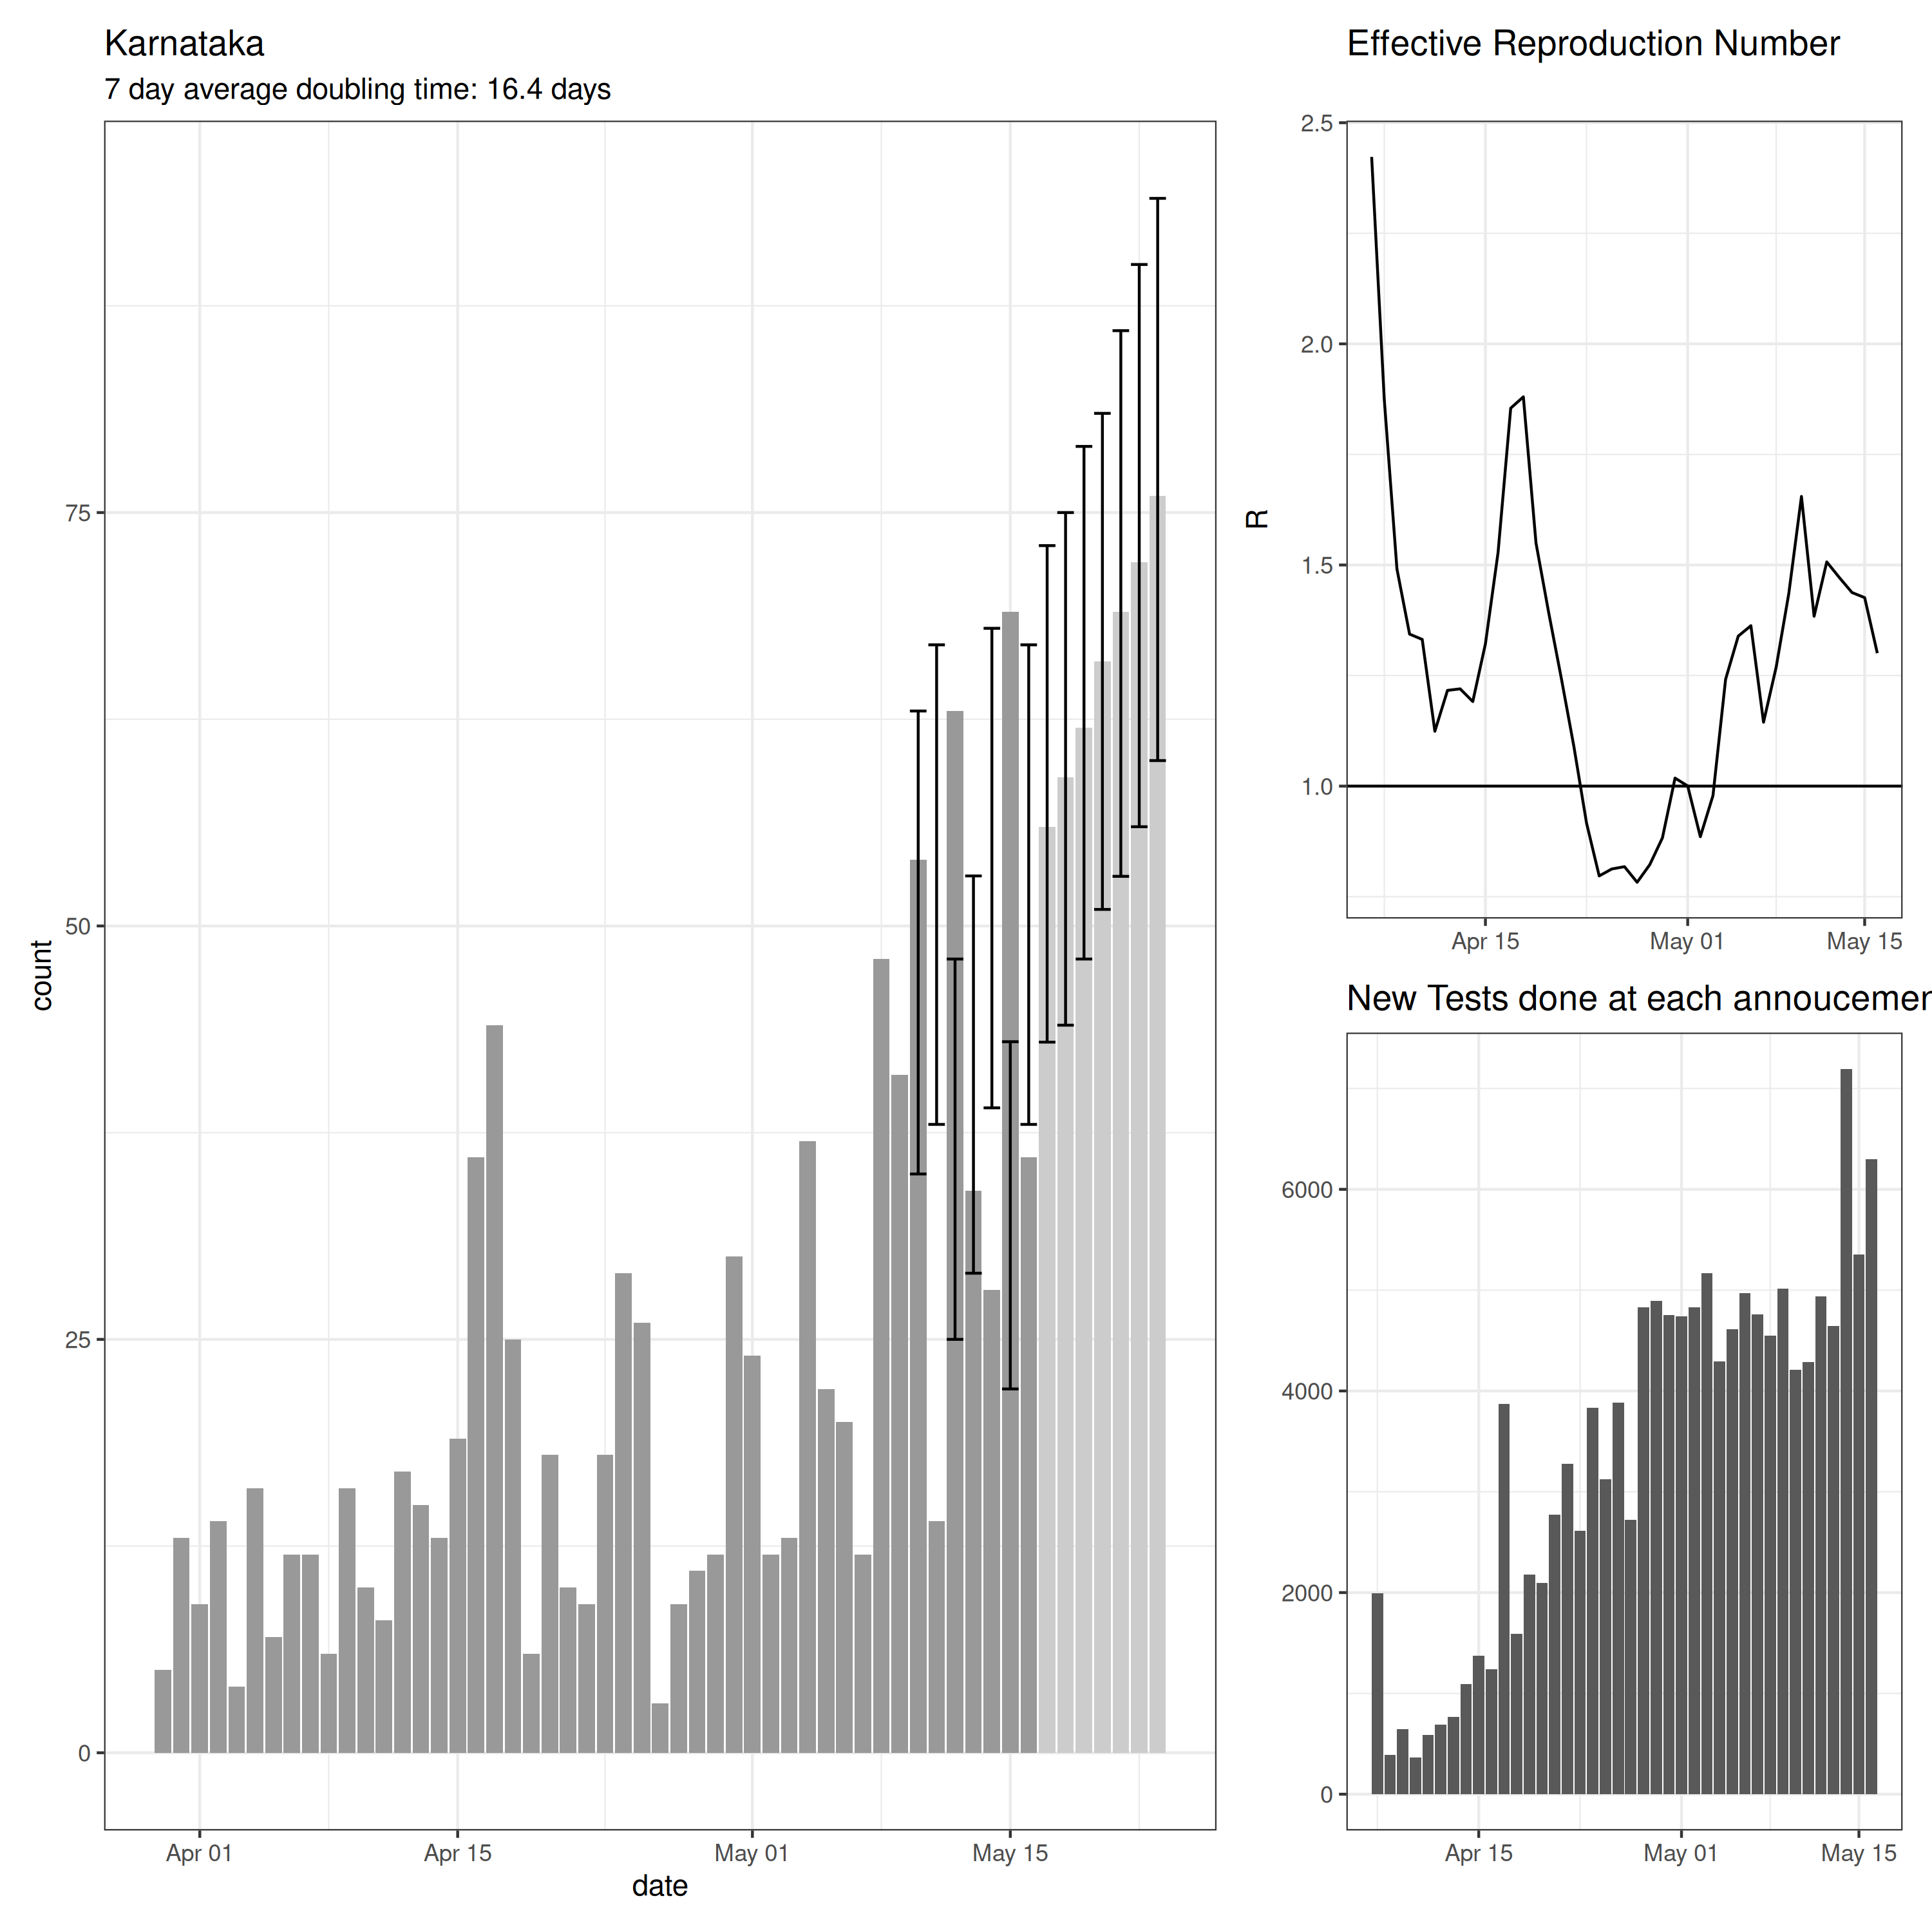 Karnataka
7 day average doubling time: 16.4 days
count
75
50
25
0
Apr 01 Apr 15 May 01 May 15
date
Effective Reproduction Number
R
2.5
2.0
1.5
1.0
Apr 15 May 01 May 15
New Tests done at each annoucemen
6000
4000
2000
0
Apr 15 May 01 May 15